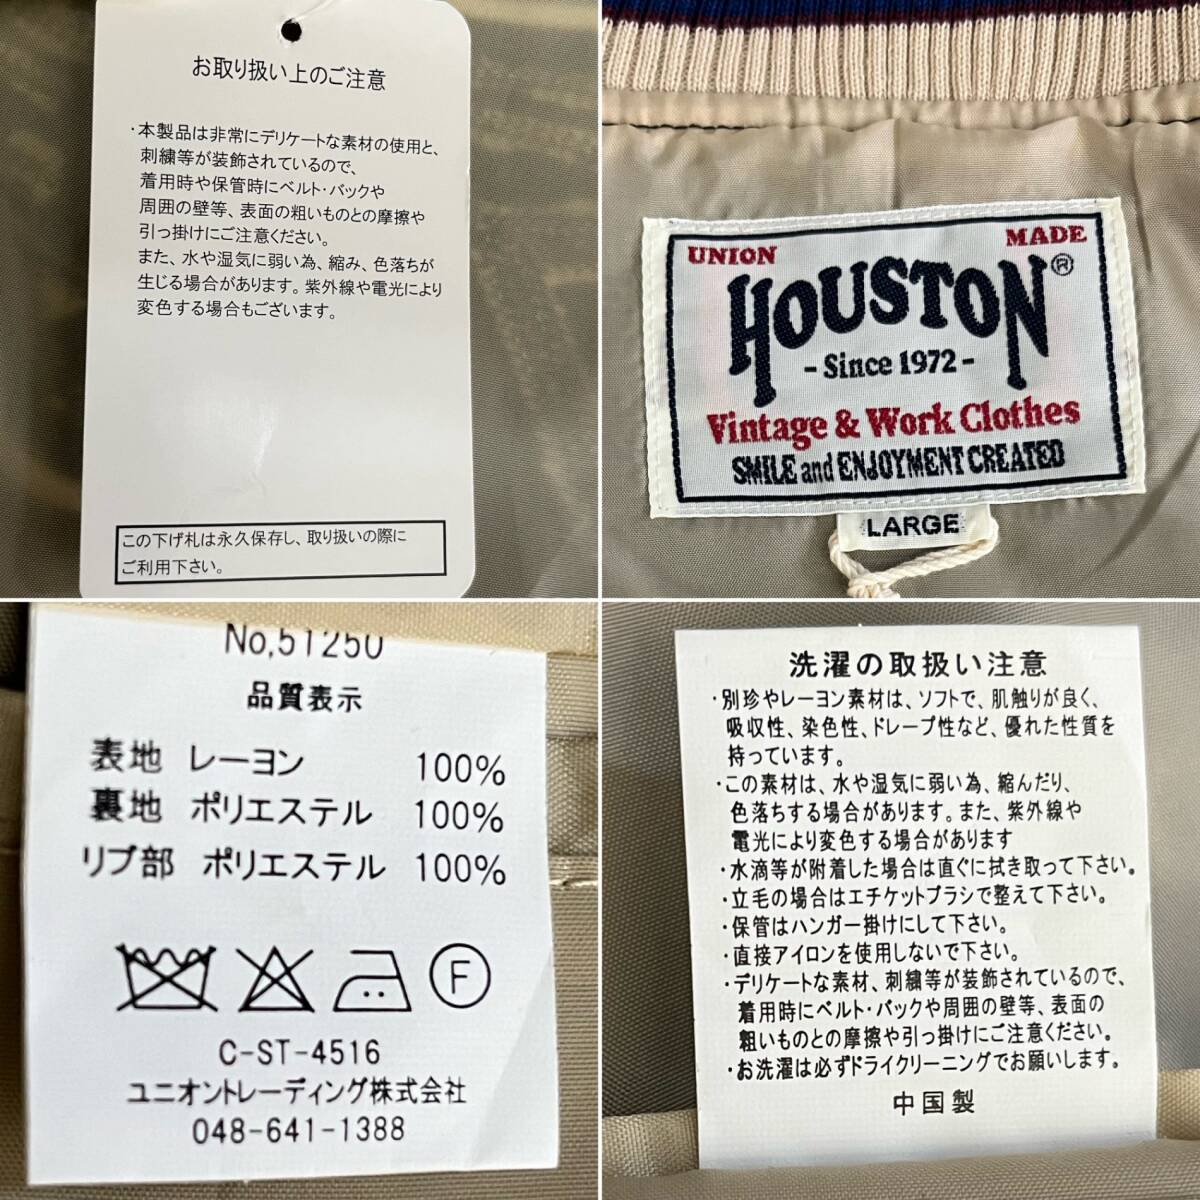 お取り扱い上のご注意
・本製品は非常にデリケートな素材の使用と、
刺繍等が装飾されているので、
着用時や保管時にベルト・バックや
周囲の壁等、表面の粗いものとの摩擦や
引っ掛けにご注意ください。
また、水や湿気に弱い為、縮み、色落ちが
生じる場合があります。紫外線や電光により
変色する場合もございます。
この下げ札は永久保存し、取り扱いの際に
ご利用下さい。
UNION MADE
HOUSTON®
- Since 1972 -
Vintage & Work Clothes
SMILE and ENJOYMENT CREATED
LARGE
No,51250
品質表示
表地 レーヨン 100%
裏地 ポリエステル 100%
リブ部 ポリエステル 100%
F
C-ST-4516
ユニオントレーディング株式会社
048-641-1388
洗濯の取扱い注意
・別珍やレーヨン素材は、ソフトで、肌触りが良く、
吸収性、染色性、ドレープ性など、優れた性質を
持っています。
・この素材は、水や湿気に弱い為、縮んだり、
色落ちする場合があります。また、紫外線や
電光により変色する場合があります
・水滴等が附着した場合は直ぐに拭き取って下さい。
・立毛の場合はエチケットブラシで整えて下さい。
・保管はハンガー掛けにして下さい。
・直接アイロンを使用しないで下さい。
・デリケートな素材、刺繍等が装飾されているので、
着用時にベルト・バックや周囲の壁等、表面の
粗いものとの摩擦や引っ掛けにご注意ください。
・お洗濯は必ずドライクリーニングでお願いします。
中国製